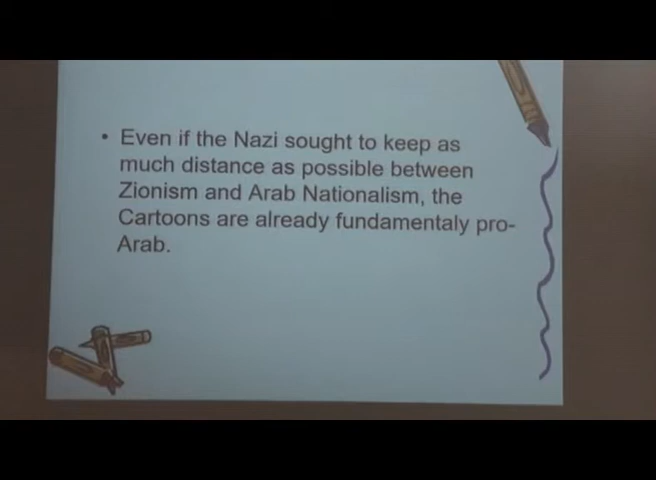 • Even if the Nazi sought to keep as
much distance as possible between
Zionism and Arab Nationalism, the
Cartoons are already fundamentaly pro-
Arab.